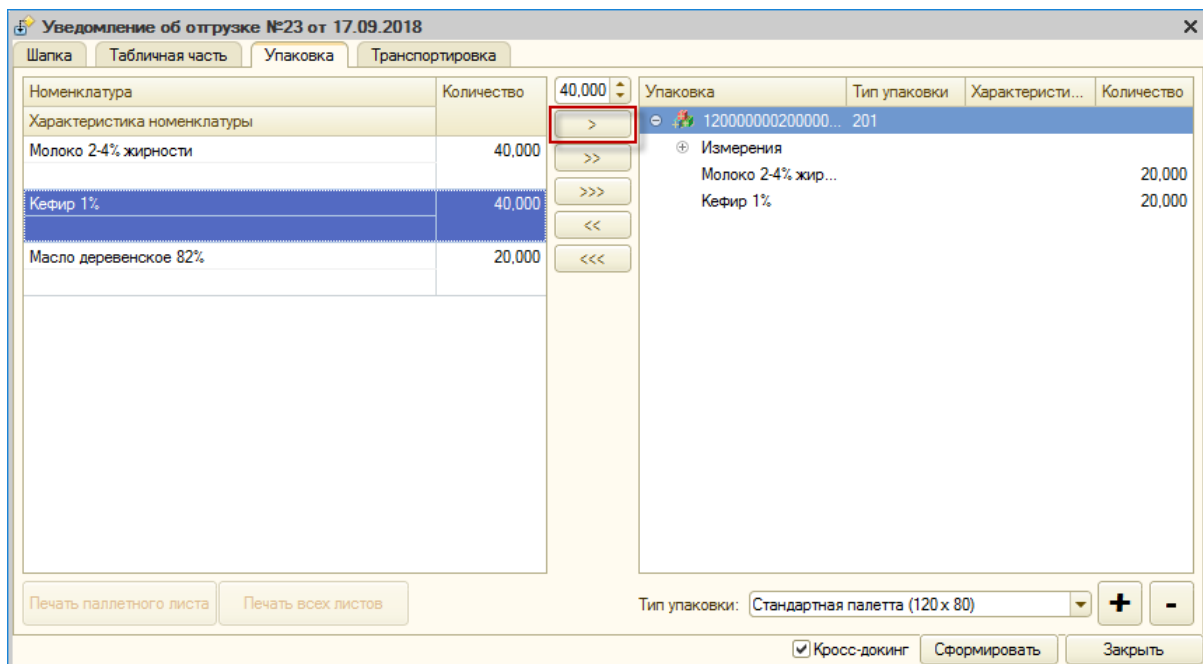 Уведомление об отгрузке №23 от 17.09.2018
Шапка Табличная часть Упаковка Транспортировка
Номенклатура Количество 40,000 Упаковка Тип упаковки Характеристи... Количество
Характеристика номенклатуры > 120000000200000... 201
Молоко 2-4% жирности 40,000 >> Измерения
Молоко 2-4% жир... 20,000
Кефир 1% 40,000 >>> Кефир 1% 20,000
<<
Масло деревенское 82% 20,000 <<<
Печать паллетного листа Печать всех листов Тип упаковки: Стандартная палетта (120 x 80) + -
Кросс-докинг Сформировать Закрыть